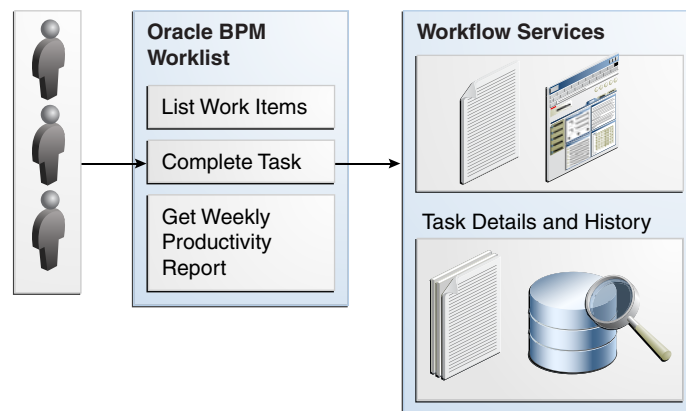 Oracle BPM
Worklist
List Work Items
Complete Task
Get Weekly
Productivity
Report
Workflow Services
Task Details and History